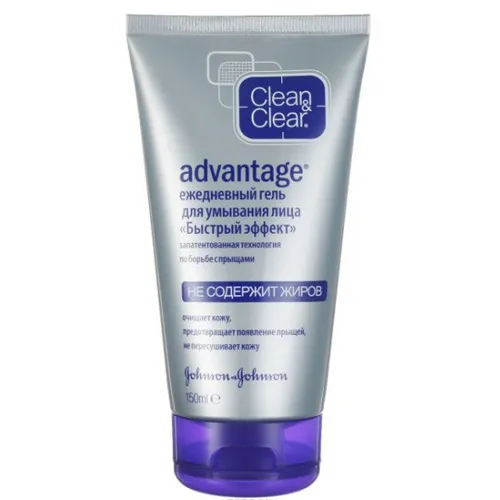 Clean &
Clear®
advantage®
ежедневный гель
для умывания лица
«Быстрый эффект»
запатентованная технология
по борьбе с прыщами
НЕ СОДЕРЖИТ ЖИРОВ
очищает кожу,
предотвращает появление прыщей,
не пересушивает кожу
Johnson & Johnson
150ml ℮